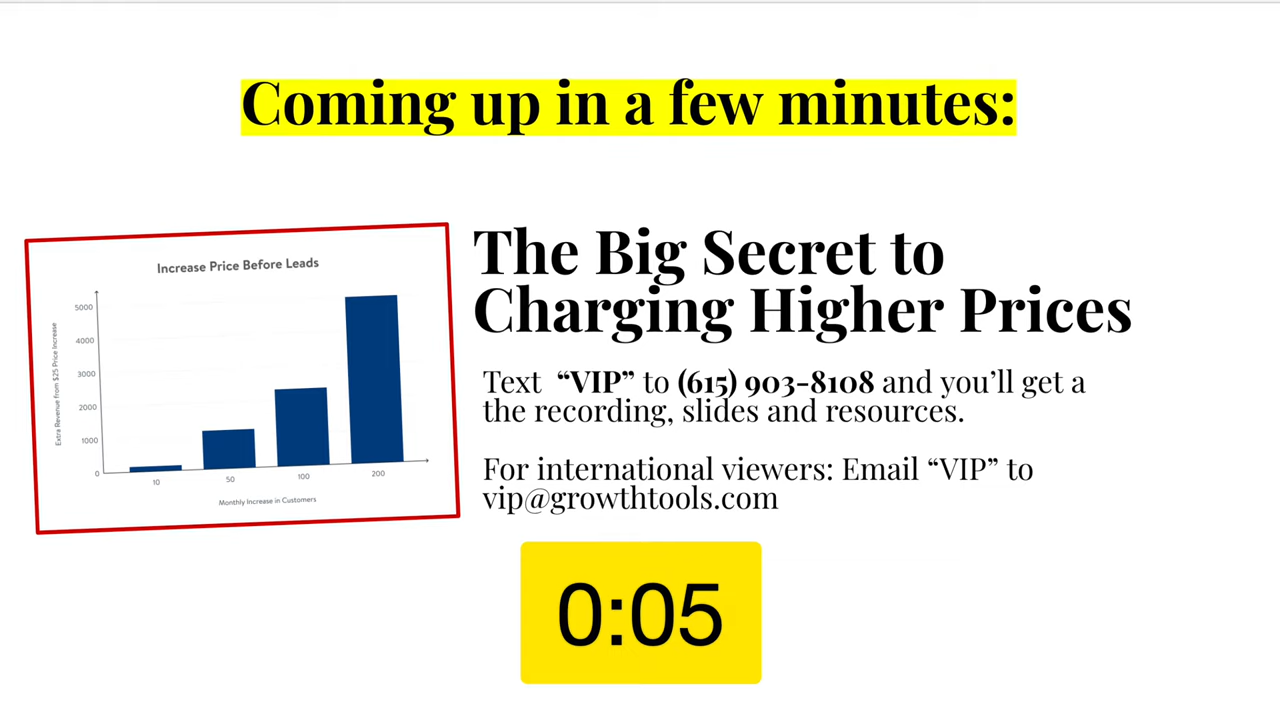 Coming up in a few minutes:
Increase Price Before Leads
5000
4000
3000
2000
1000
0
Extra Revenue from $25 Price Increase
10
50
100
200
Monthly Increase in Customers
The Big Secret to
Charging Higher Prices
Text “VIP” to (615) 903-8108 and you’ll get a
the recording, slides and resources.
For international viewers: Email “VIP” to
vip@growthtools.com
0:05